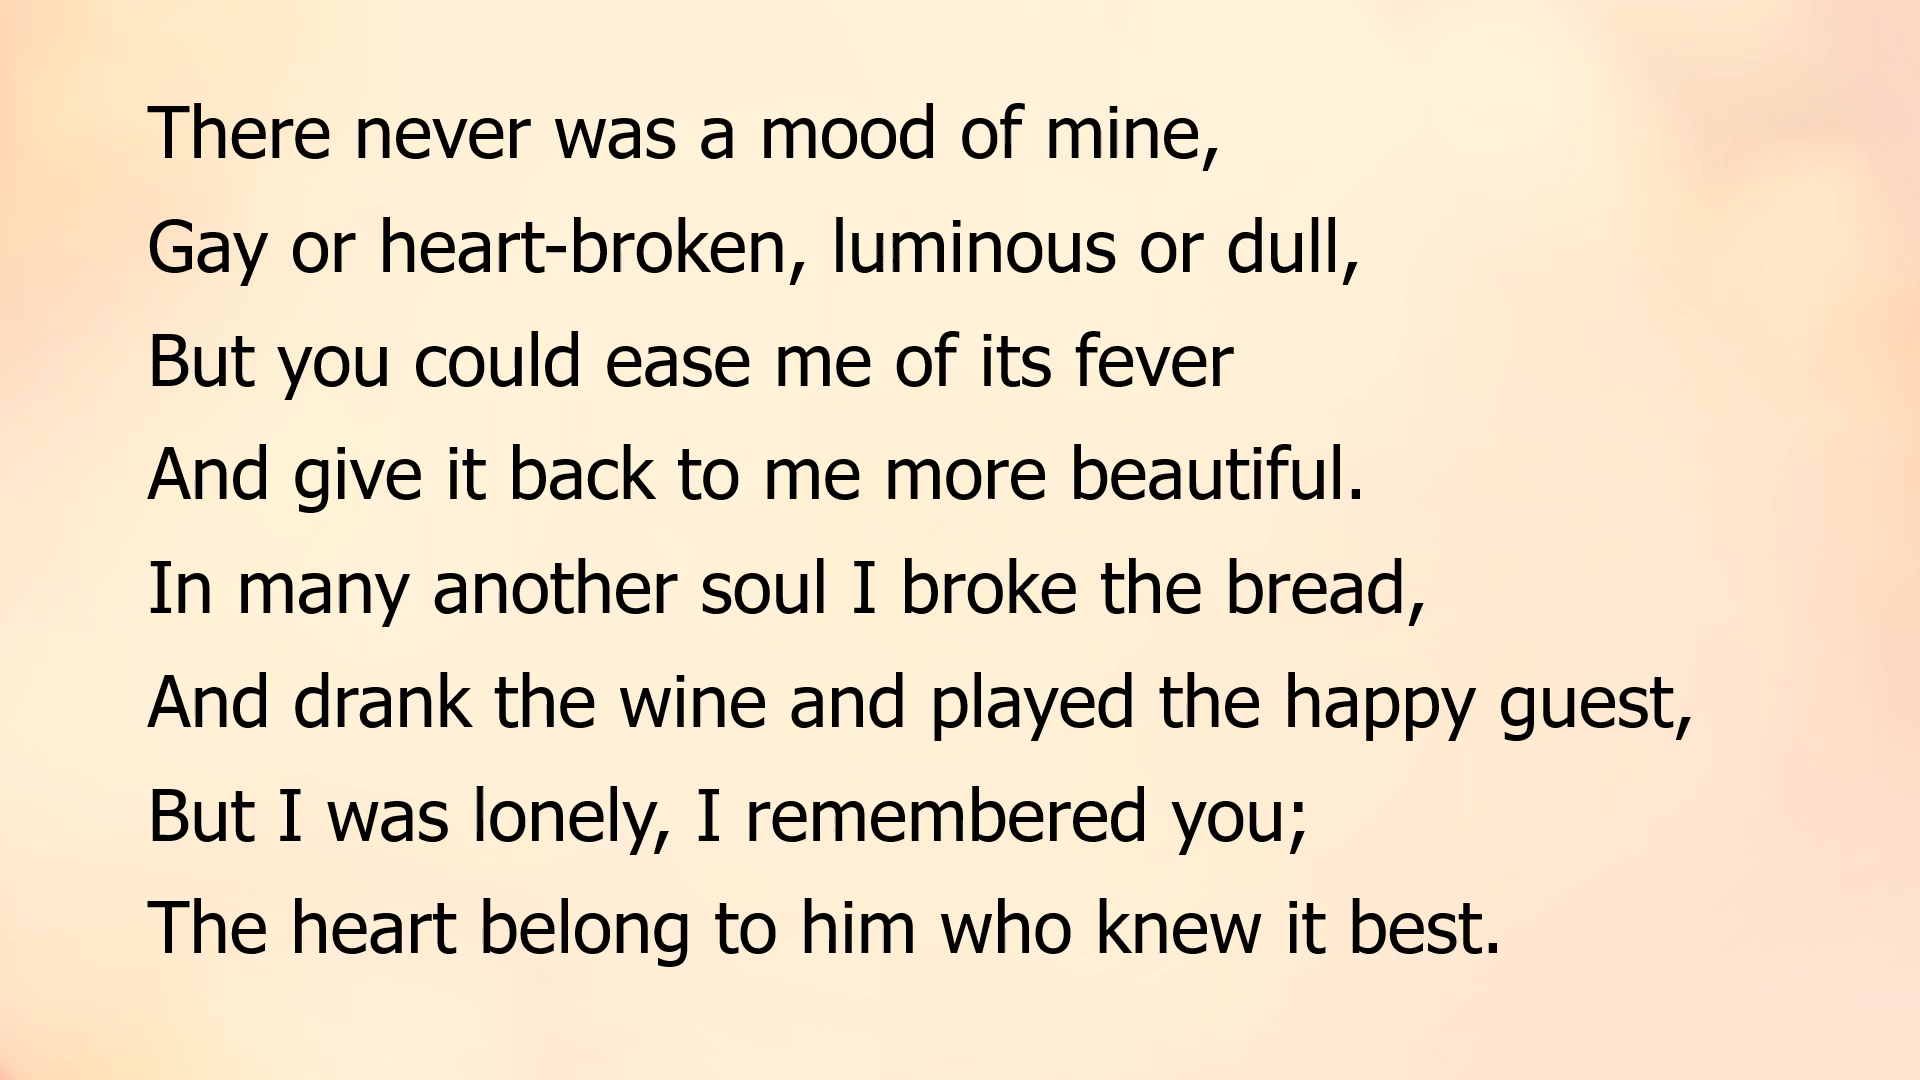 There never was a mood of mine,
Gay or heart-broken, luminous or dull,
But you could ease me of its fever
And give it back to me more beautiful.
In many another soul I broke the bread,
And drank the wine and played the happy guest,
But I was lonely, I remembered you;
The heart belong to him who knew it best.